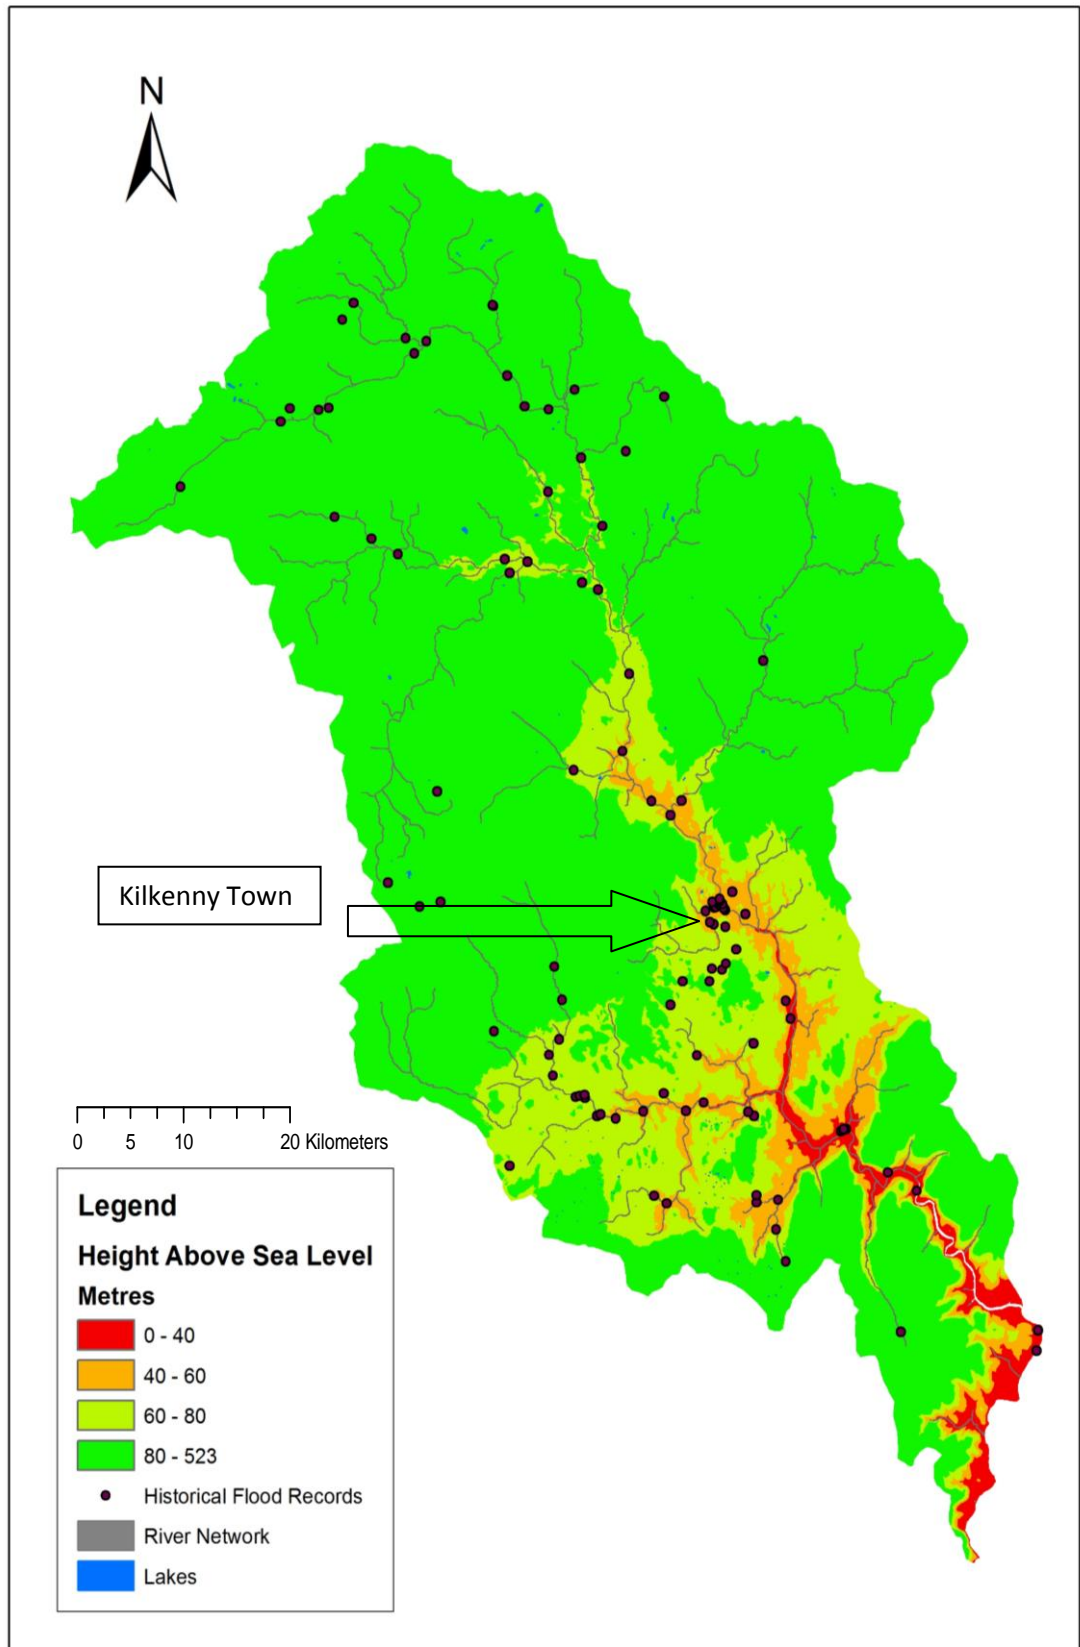 N
Kilkenny Town
0 5 10 20 Kilometers
Legend
Height Above Sea Level
Metres
0 - 40
40 - 60
60 - 80
80 - 523
Historical Flood Records
River Network
Lakes